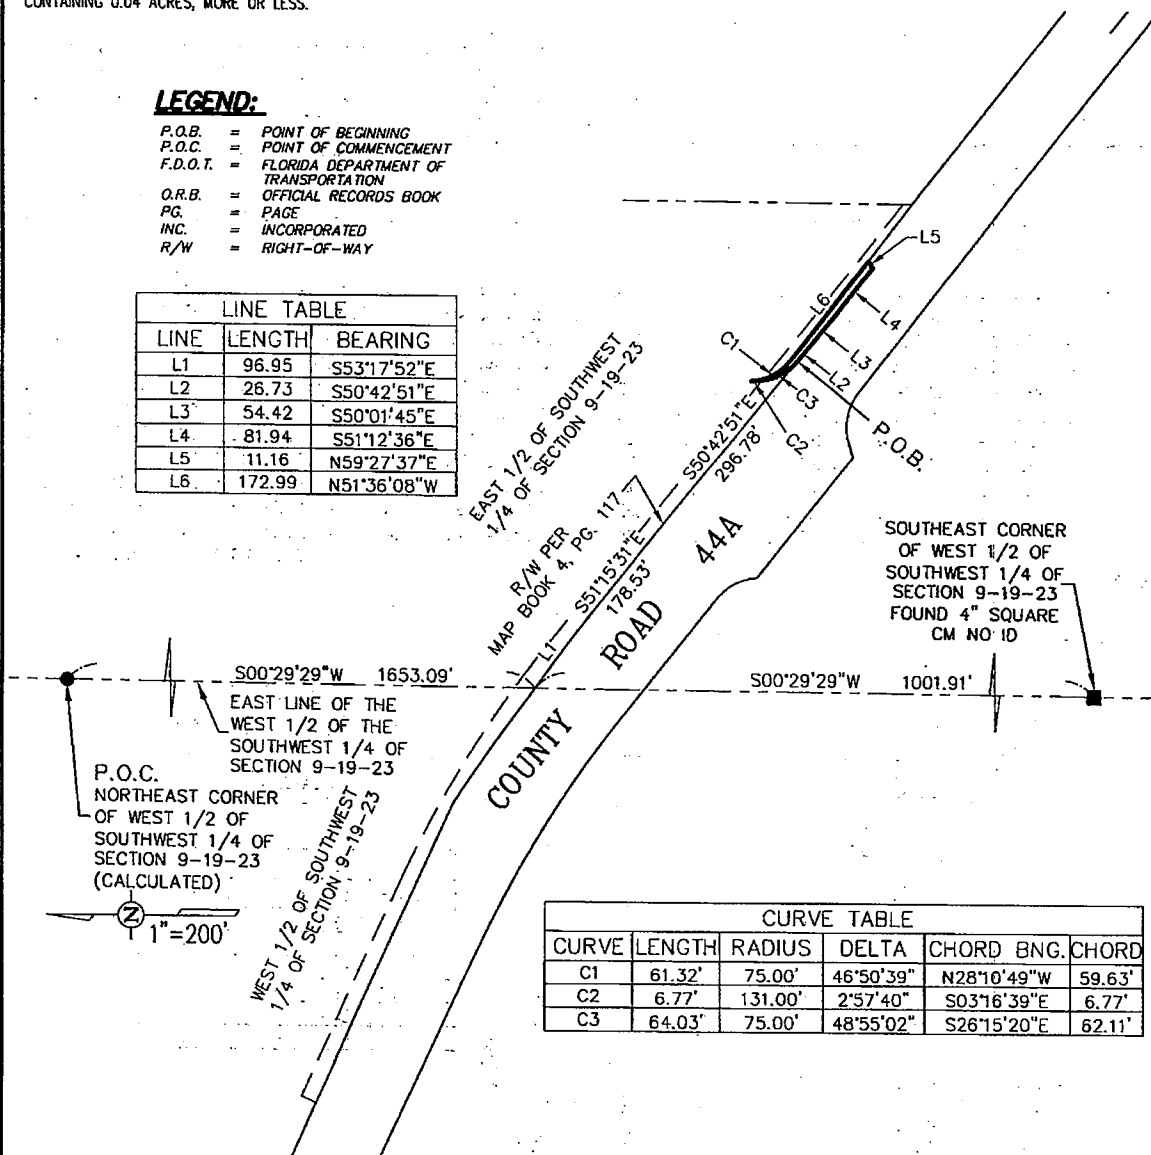 CONTAINING 0.04 ACRES, MORE OR LESS.
LEGEND:
P.O.B. = POINT OF BEGINNING
P.O.C. = POINT OF COMMENCEMENT
F.D.O.T. = FLORIDA DEPARTMENT OF
TRANSPORTATION
O.R.B. = OFFICIAL RECORDS BOOK
PG. = PAGE
INC. = INCORPORATED
R/W = RIGHT-OF-WAY
LINE TABLE
LINE LENGTH BEARING
L1 96.95 S53°17'52"E
L2 26.73 S50°42'51"E
L3 54.42 S50°01'45"E
L4 81.94 S51°12'36"E
L5 11.16 N59°27'37"E
L6 172.99 N51°36'08"W
L5
L6
L4
C1
L3
L2
C3
C2
P.O.B.
EAST 1/2 OF SOUTHWEST
1/4 OF SECTION 9-19-23
S50°42'51"E
296.78'
R/W PER
MAP BOOK 4, PG. 117
S51°15'31"E
178.53'
L1
COUNTY ROAD 44A
SOUTHEAST CORNER
OF WEST 1/2 OF
SOUTHWEST 1/4 OF
SECTION 9-19-23
FOUND 4" SQUARE
CM NO ID
S00°29'29"W 1653.09'
S00°29'29"W 1001.91'
EAST LINE OF THE
WEST 1/2 OF THE
SOUTHWEST 1/4 OF
SECTION 9-19-23
P.O.C.
NORTHEAST CORNER
OF WEST 1/2 OF
SOUTHWEST 1/4 OF
SECTION 9-19-23
(CALCULATED)
Z
1"=200'
WEST 1/2 OF SOUTHWEST
1/4 OF SECTION 9-19-23
CURVE TABLE
CURVE LENGTH RADIUS DELTA CHORD BNG. CHORD
C1 61.32' 75.00' 46°50'39" N28°10'49"W 59.63'
C2 6.77' 131.00' 2°57'40" S03°16'39"E 6.77'
C3 64.03' 75.00' 48°55'02" S26°15'20"E 62.11'